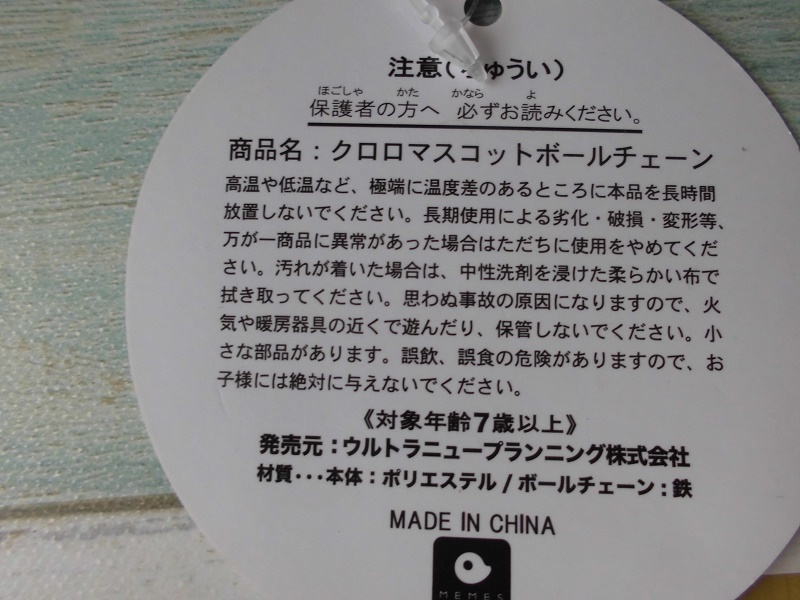 注意(ちゅうい)
ほごしゃ かた かなら よ
保護者の方へ 必ずお読みください。
商品名：クロロマスコットボールチェーン
高温や低温など、極端に温度差のあるところに本品を長時間
放置しないでください。長期使用による劣化・破損・変形等、
万が一商品に異常があった場合はただちに使用をやめてくだ
さい。汚れが着いた場合は、中性洗剤を浸けた柔らかい布で
拭き取ってください。思わぬ事故の原因になりますので、火
気や暖房器具の近くで遊んだり、保管しないでください。小
さな部品があります。誤飲、誤食の危険がありますので、お
子様には絶対に与えないでください。
《対象年齢7歳以上》
発売元：ウルトラニュープランニング株式会社
材質･･･本体：ポリエステル / ボールチェーン：鉄
MADE IN CHINA
MEMES